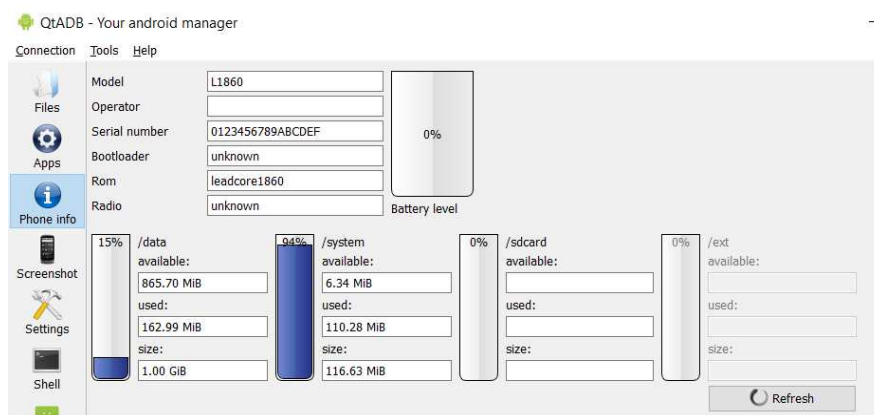 QtADB - Your android manager
Connection Tools Help
Files
Apps
Phone info
Screenshot
Settings
Shell
Model L1860
Operator
Serial number 0123456789ABCDEF
Bootloader unknown
Rom leadcore1860
Radio unknown
0%
Battery level
15% /data
available:
865.70 MiB
used:
162.99 MiB
size:
1.00 GiB
94% /system
available:
6.34 MiB
used:
110.28 MiB
size:
116.63 MiB
0% /sdcard
available:
used:
size:
0% /ext
available:
used:
size:
Refresh